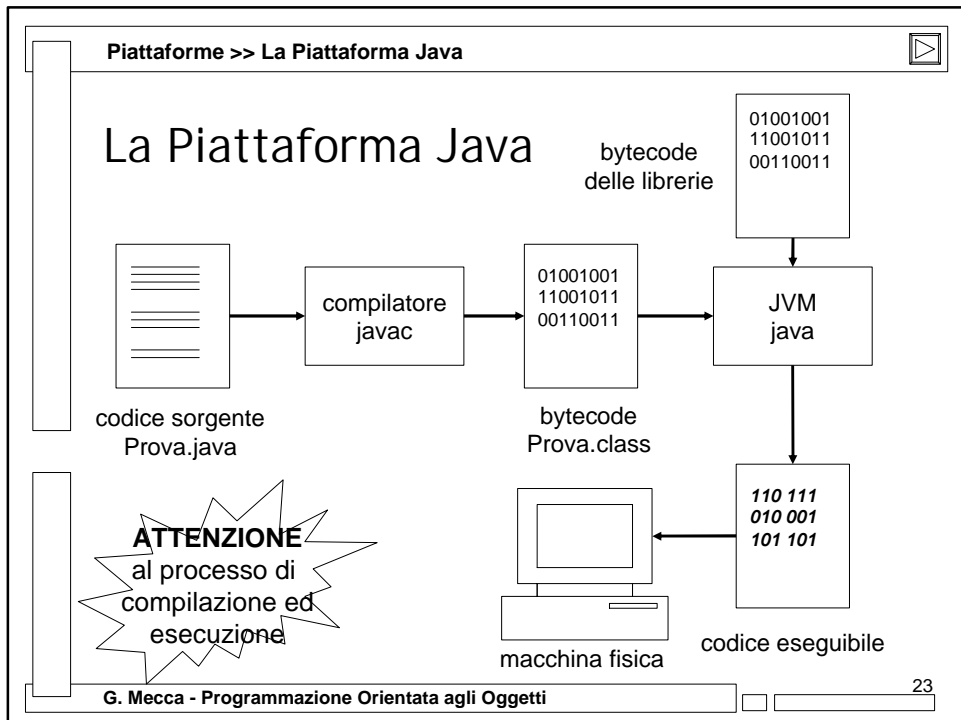 Piattaforme >> La Piattaforma Java
La Piattaforma Java
bytecode
delle librerie
01001001
11001011
00110011
compilatore
javac
01001001
11001011
00110011
JVM
java
codice sorgente
Prova.java
bytecode
Prova.class
ATTENZIONE
al processo di
compilazione ed
esecuzione
110 111
010 001
101 101
macchina fisica
codice eseguibile
G. Mecca - Programmazione Orientata agli Oggetti
23